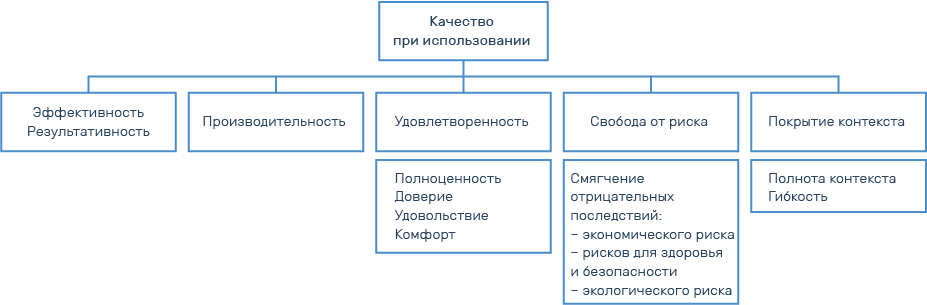 Качество
при использовании
Эффективность
Результативность
Производительность
Удовлетворенность
Свобода от риска
Покрытие контекста
Полноценность
Доверие
Удовольствие
Комфорт
Смягчение
отрицательных
последствий:
– экономического риска
– рисков для здоровья
и безопасности
– экологического риска
Полнота контекста
Гибкость